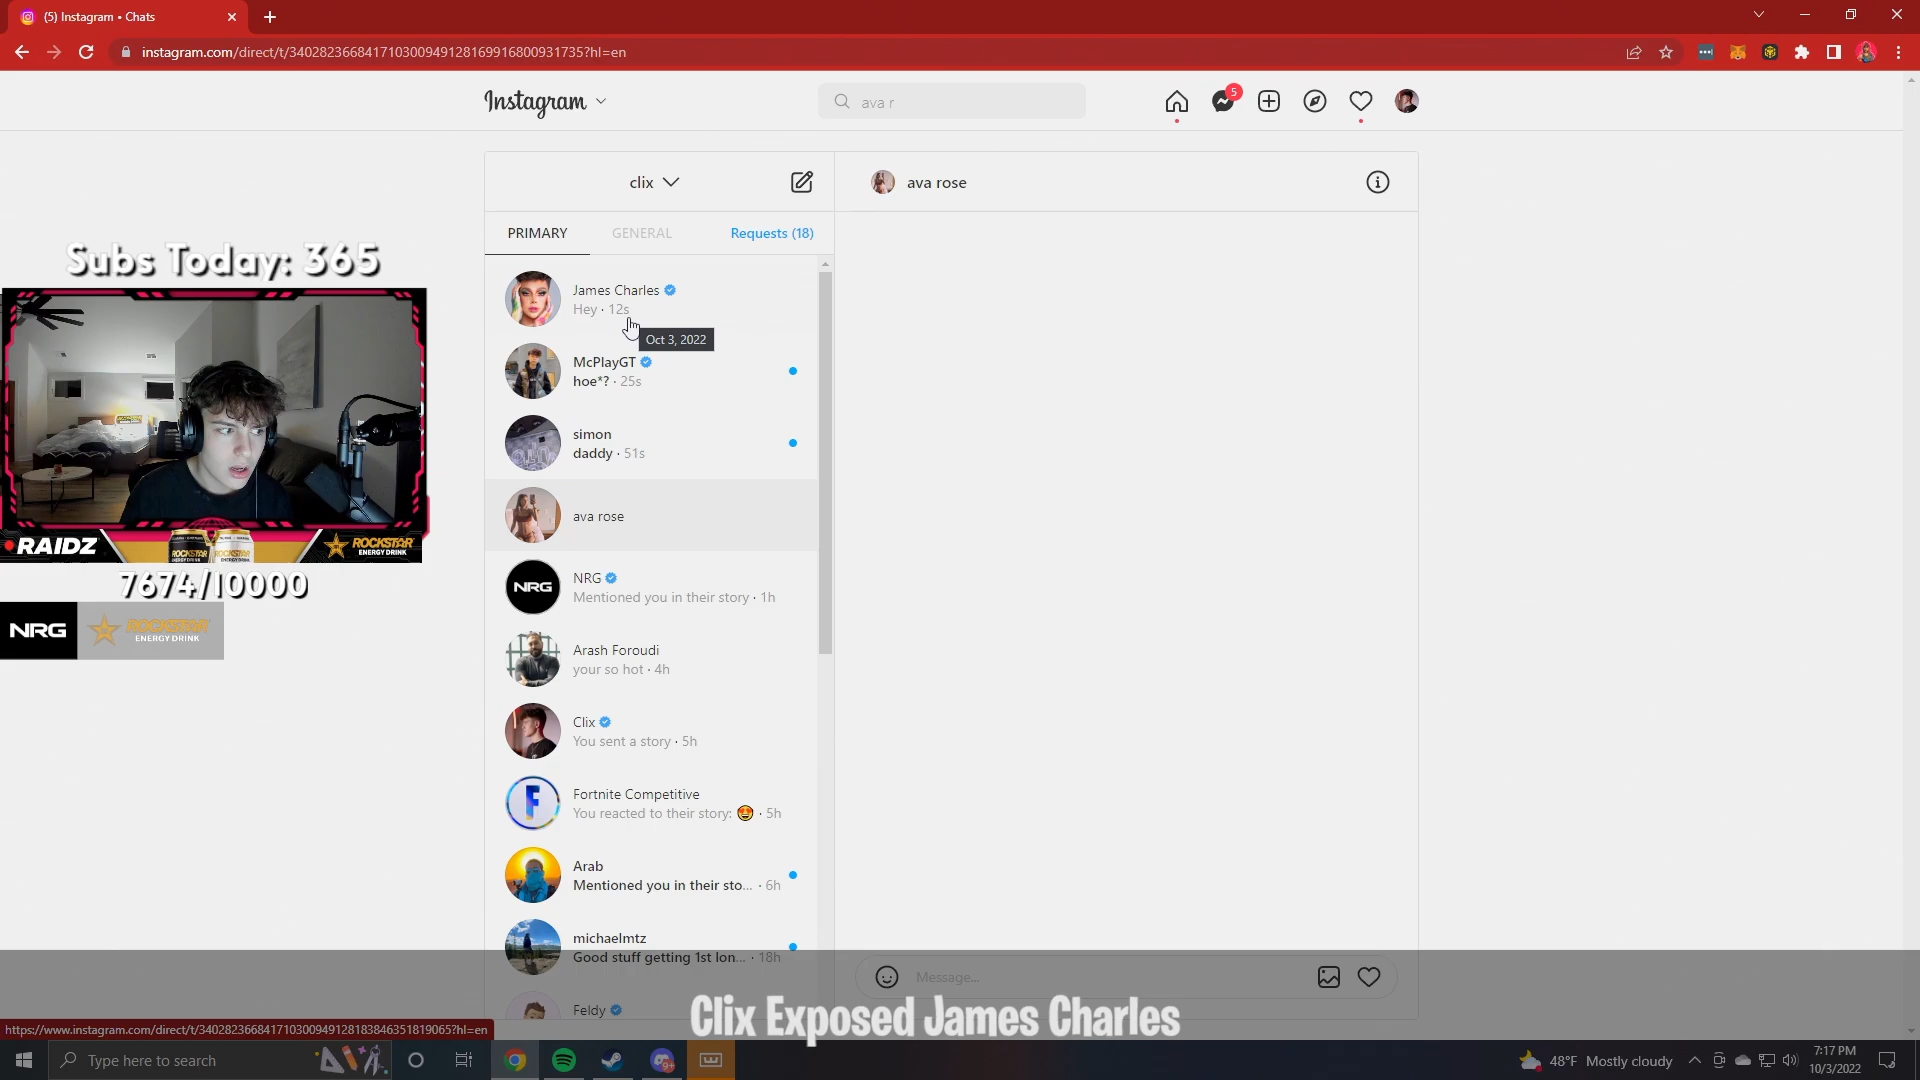 (5) Instagram • Chats
instagram.com/direct/t/340282366841710300949128169916800931735?hl=en
Instagram
ava r
5
clix
ava rose
PRIMARY
GENERAL
Requests (18)
James Charles
Hey · 12s
Oct 3, 2022
McPlayGT
hoe*? · 25s
simon
daddy · 51s
ava rose
NRG
NRG
Mentioned you in their story · 1h
Arash Foroudi
your so hot · 4h
Clix
You sent a story · 5h
Fortnite Competitive
You reacted to their story: 😍 · 5h
Arab
Mentioned you in their sto... · 6h
michaelmtz
Good stuff getting 1st lon... · 18h
Feldy
Message...
Subs Today: 365
RAIDZ
ROCKSTAR
ROCKSTAR
ROCKSTAR
ENERGY DRINK
7674/10000
NRG
ROCKSTAR
ENERGY DRINK
Clix Exposed James Charles
https://www.instagram.com/direct/t/340282366841710300949128183846351819065?hl=en
Type here to search
9+
48°F Mostly cloudy
7:17 PM
10/3/2022